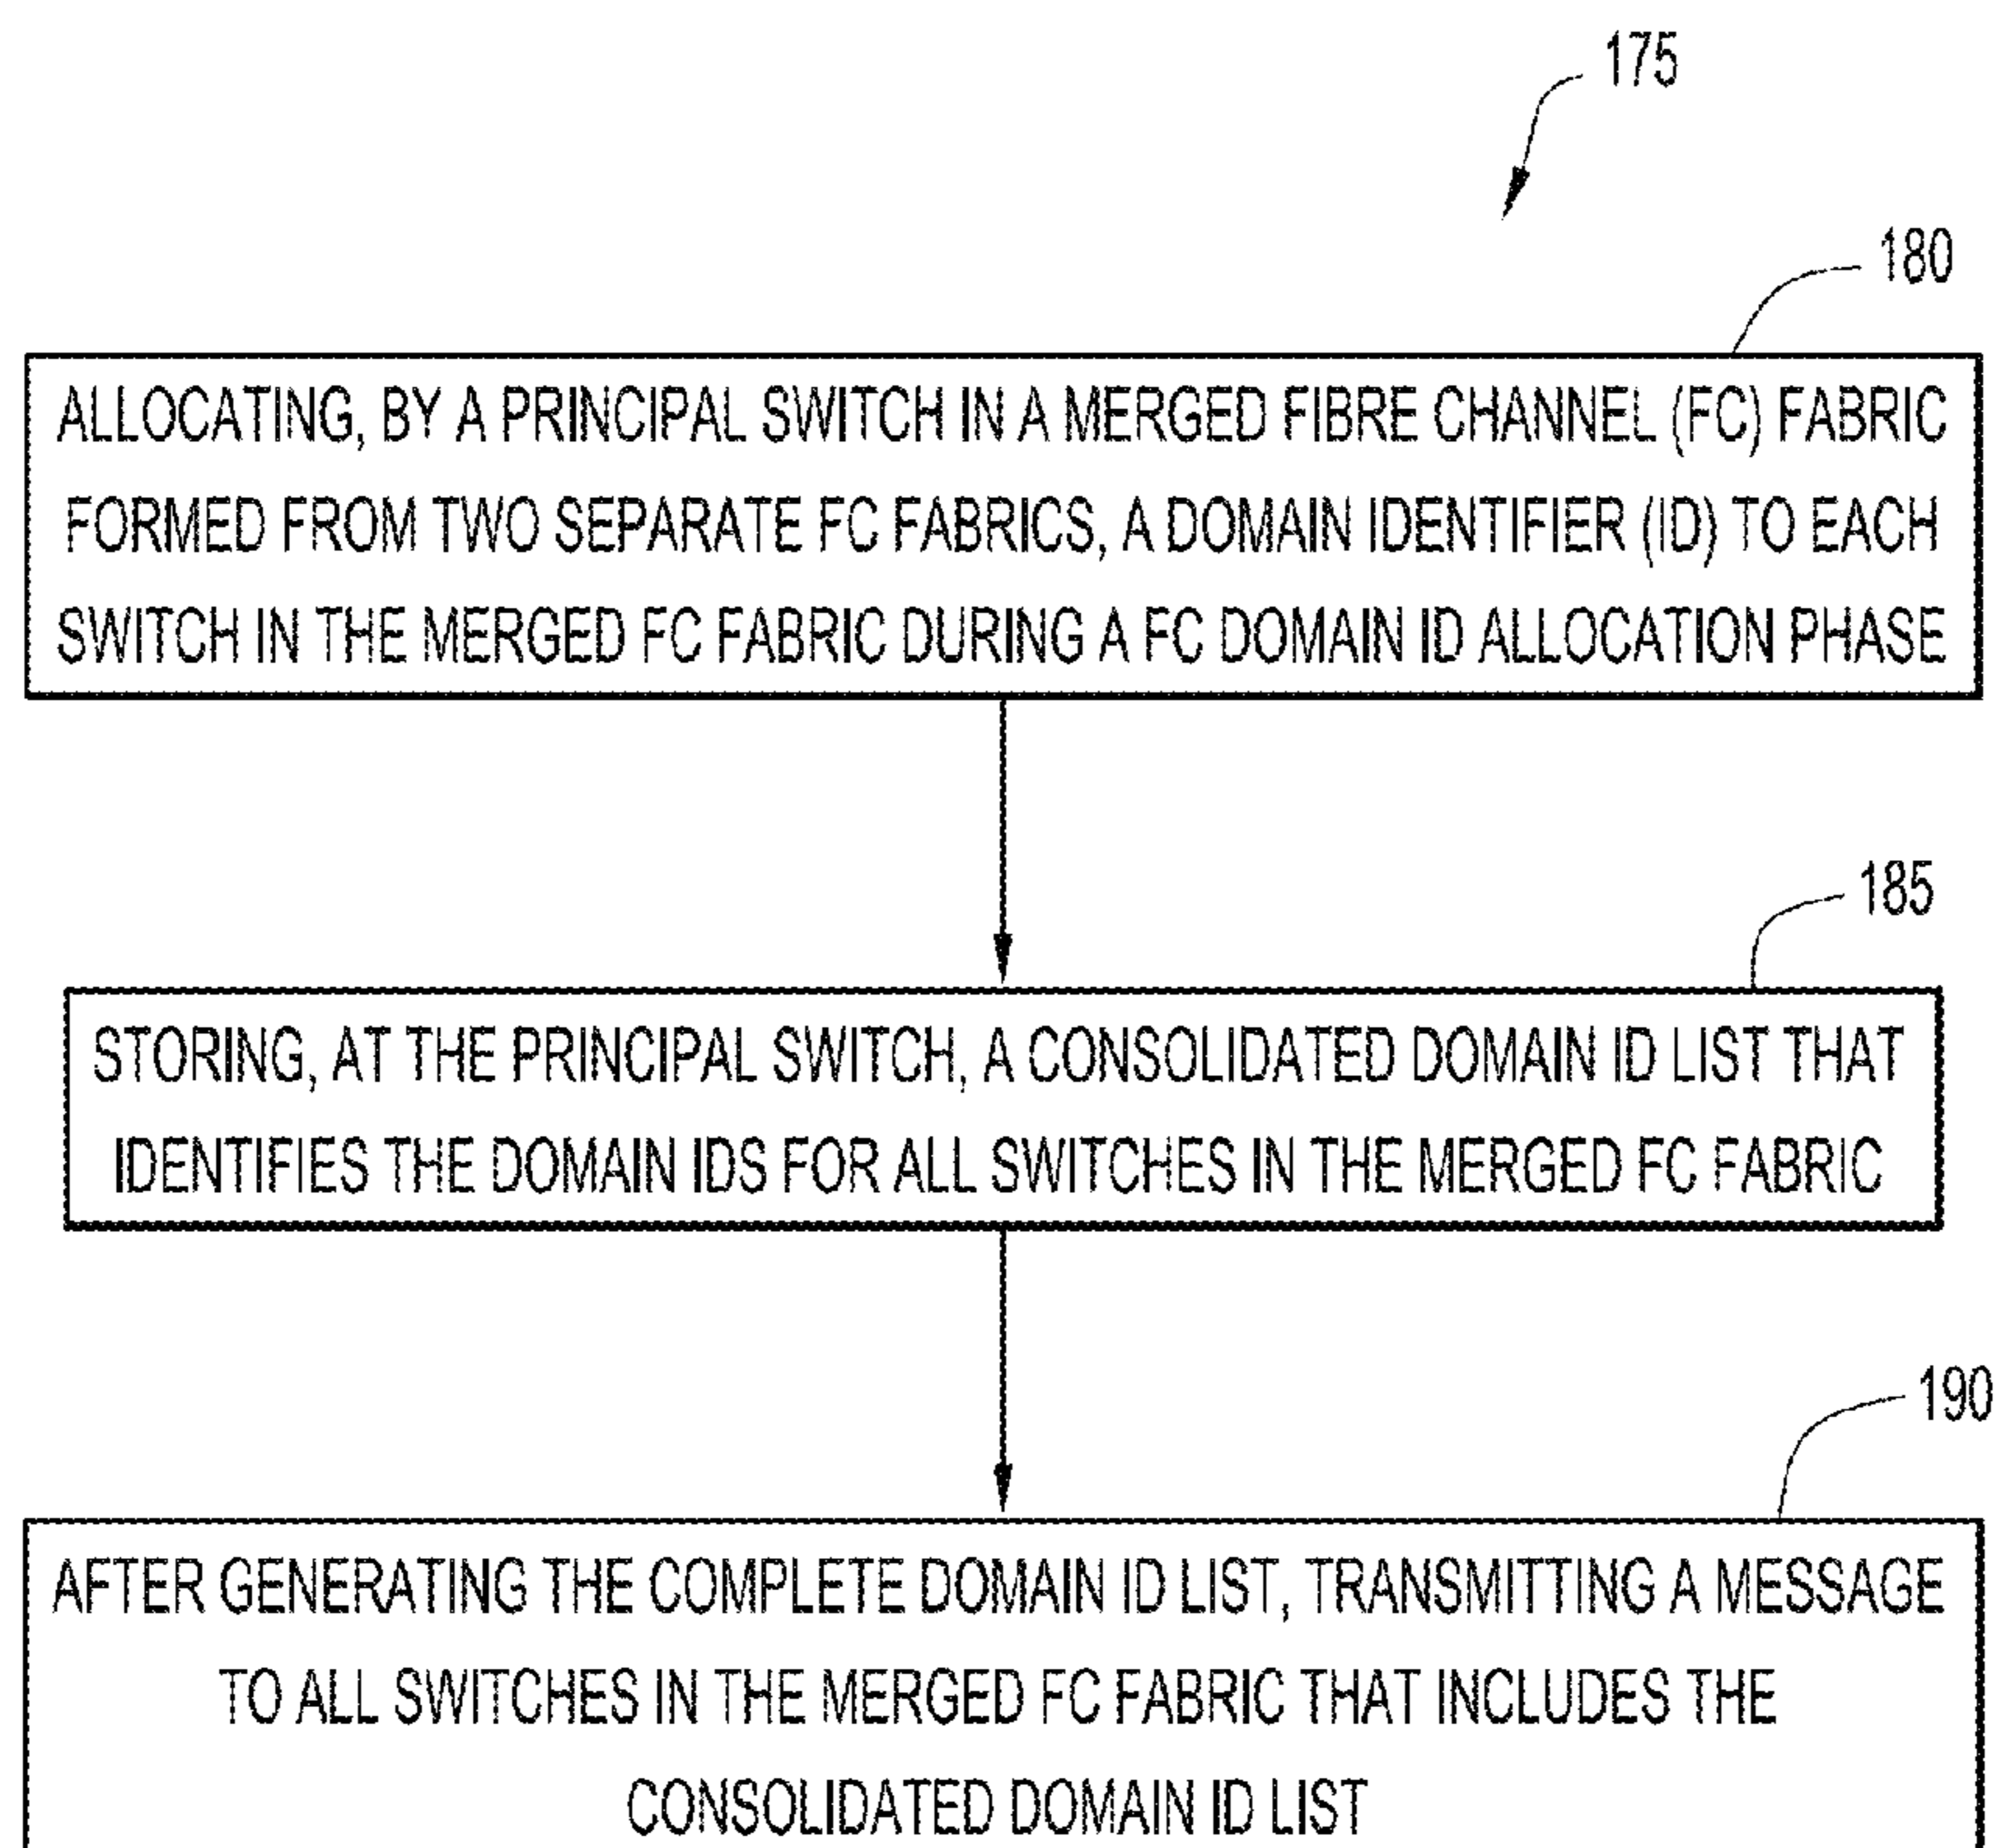 175
180
ALLOCATING, BY A PRINCIPAL SWITCH IN A MERGED FIBRE CHANNEL (FC) FABRIC
FORMED FROM TWO SEPARATE FC FABRICS, A DOMAIN IDENTIFIER (ID) TO EACH
SWITCH IN THE MERGED FC FABRIC DURING A FC DOMAIN ID ALLOCATION PHASE
185
STORING, AT THE PRINCIPAL SWITCH, A CONSOLIDATED DOMAIN ID LIST THAT
IDENTIFIES THE DOMAIN IDS FOR ALL SWITCHES IN THE MERGED FC FABRIC
190
AFTER GENERATING THE COMPLETE DOMAIN ID LIST, TRANSMITTING A MESSAGE
TO ALL SWITCHES IN THE MERGED FC FABRIC THAT INCLUDES THE
CONSOLIDATED DOMAIN ID LIST